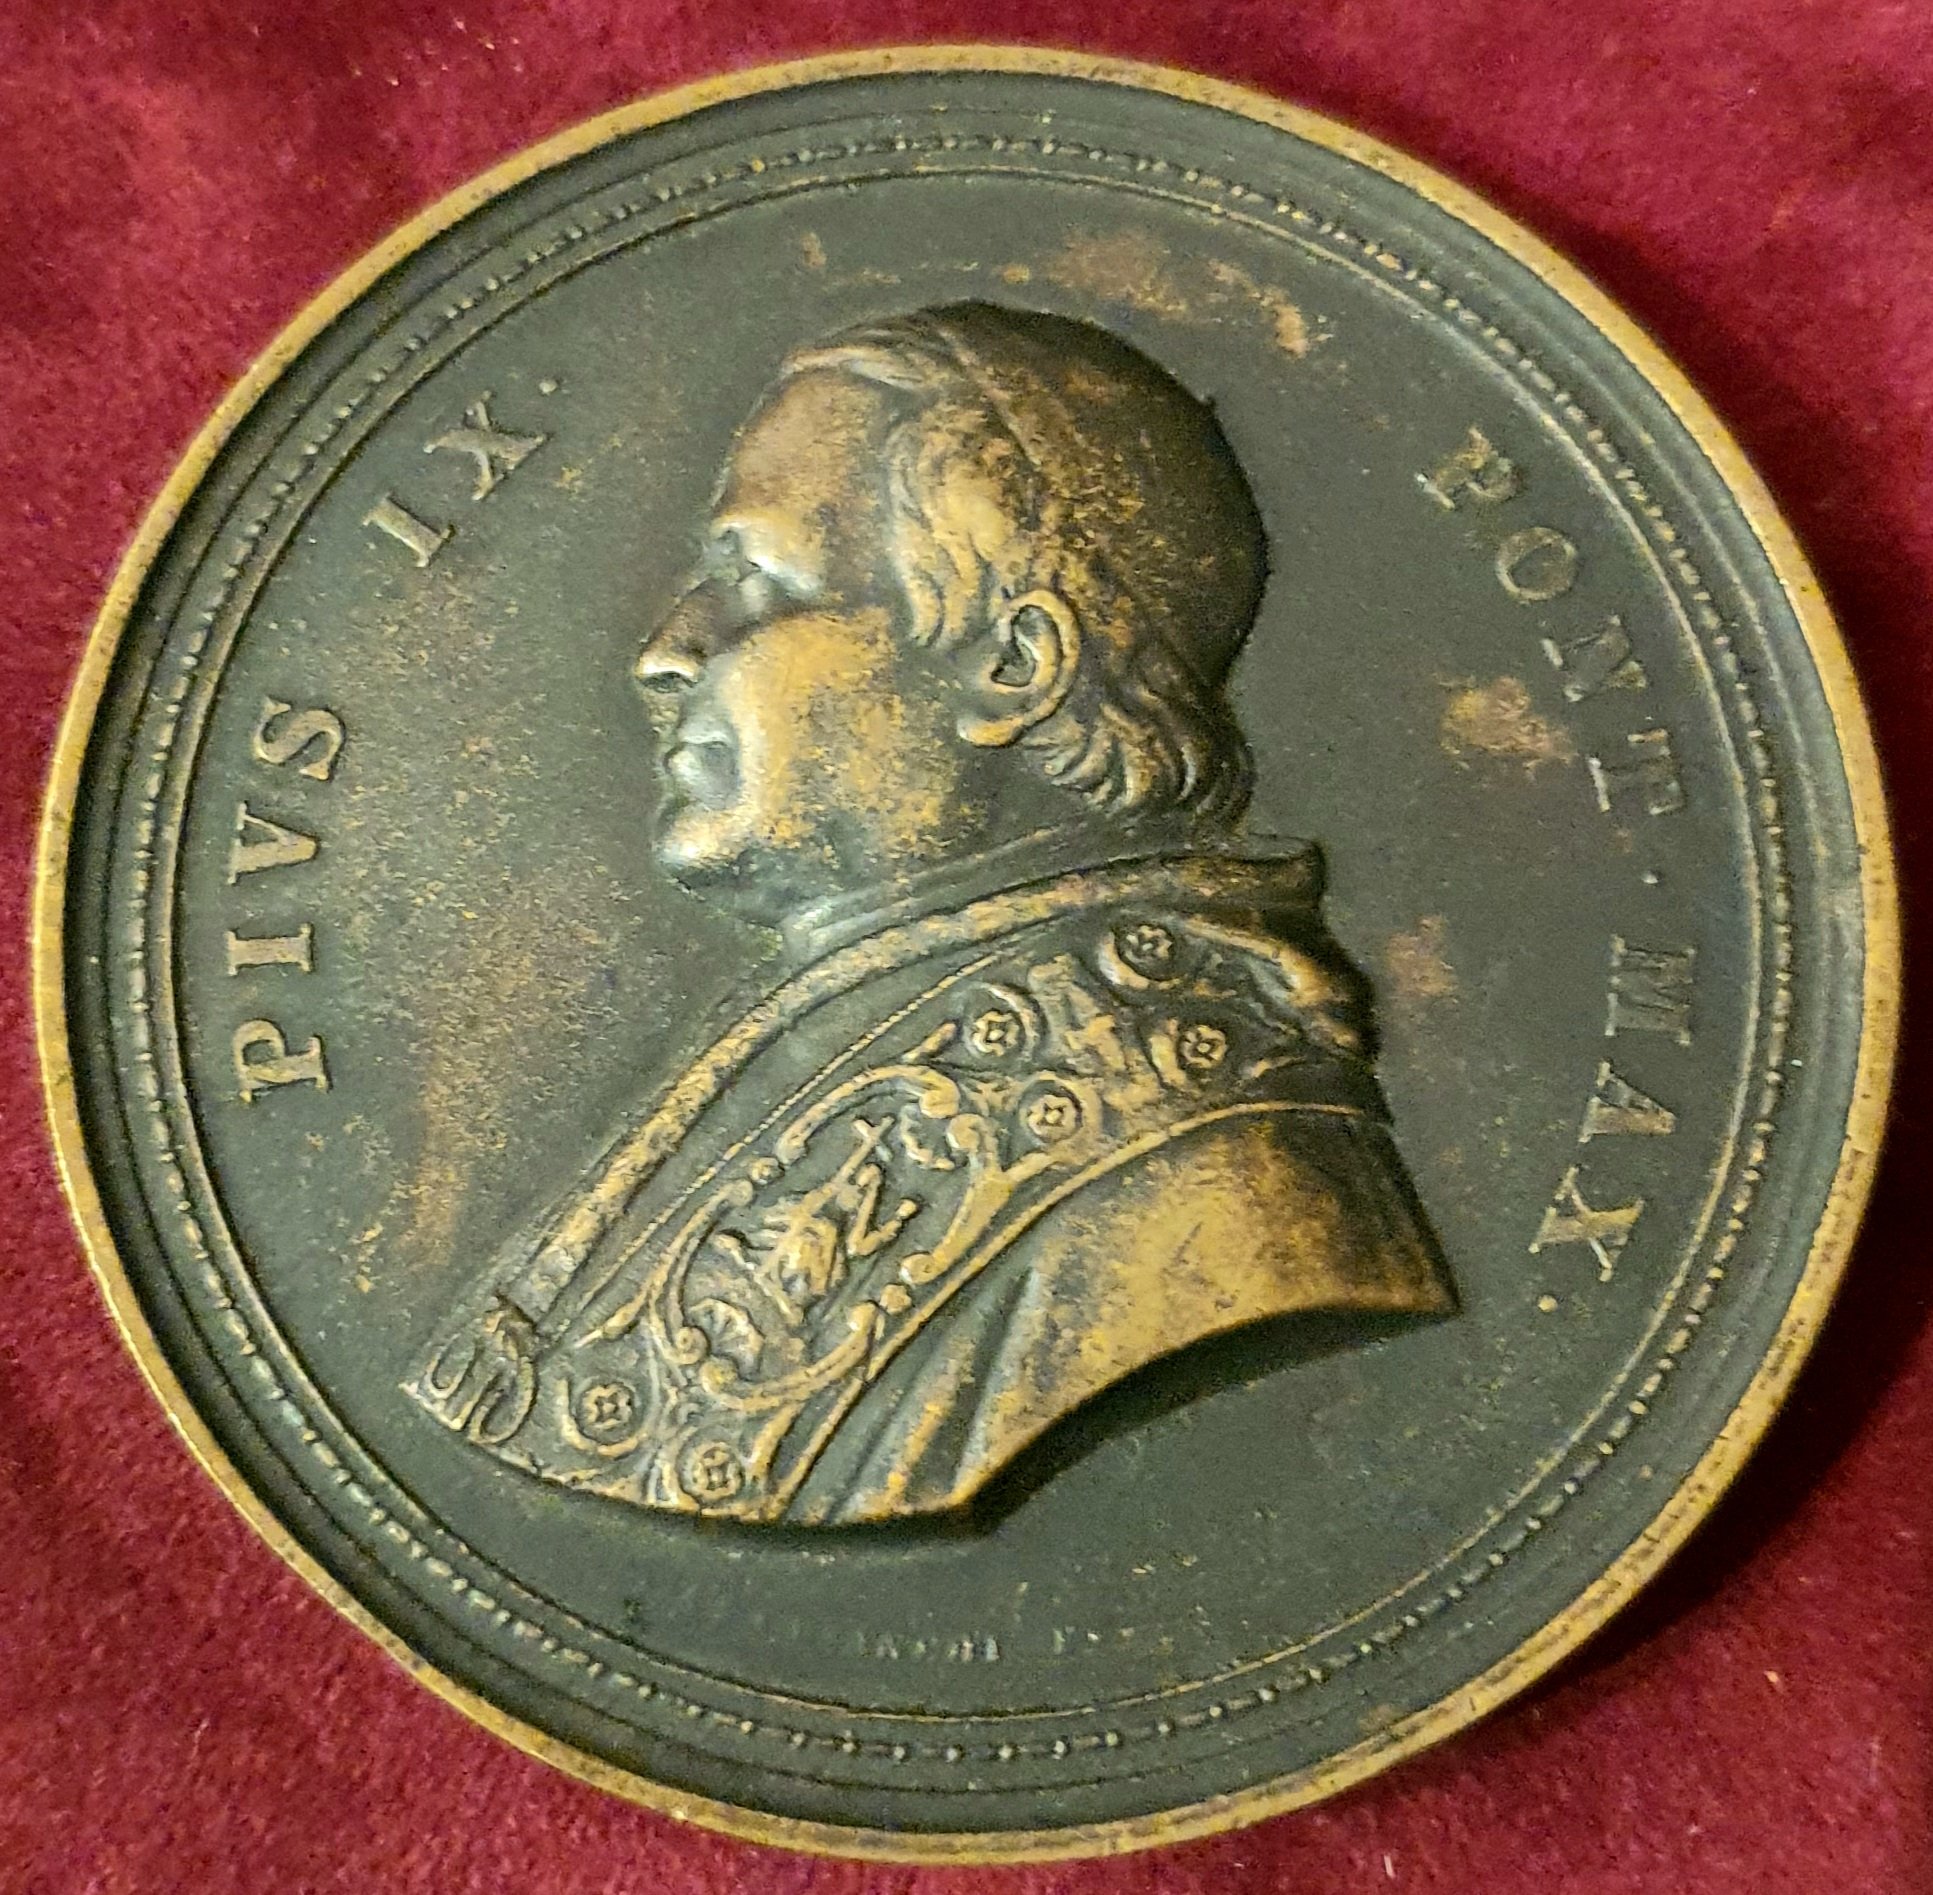 PIVS IX.
PONT. MAX.